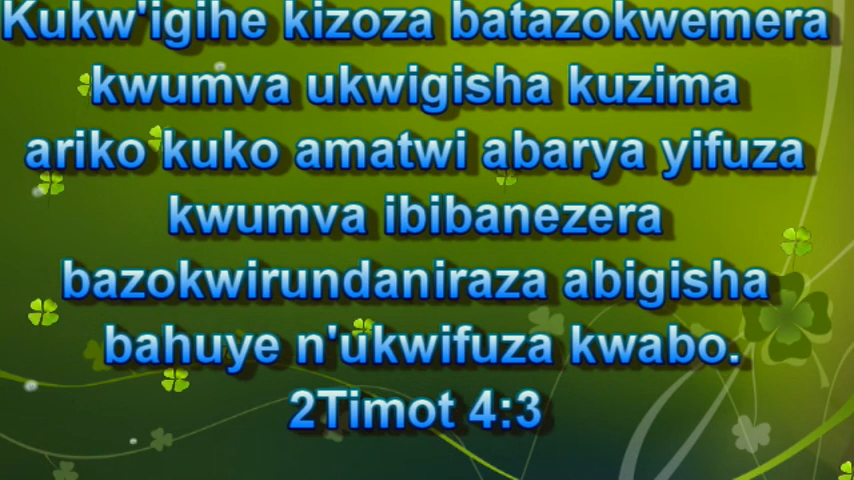 Kukw'igihe kizoza batazokwemera
kwumva ukwigisha kuzima
ariko kuko amatwi abarya yifuza
kwumva ibibanezera
bazokwirundaniraza abigisha
bahuye n'ukwifuza kwabo.
2Timot 4:3